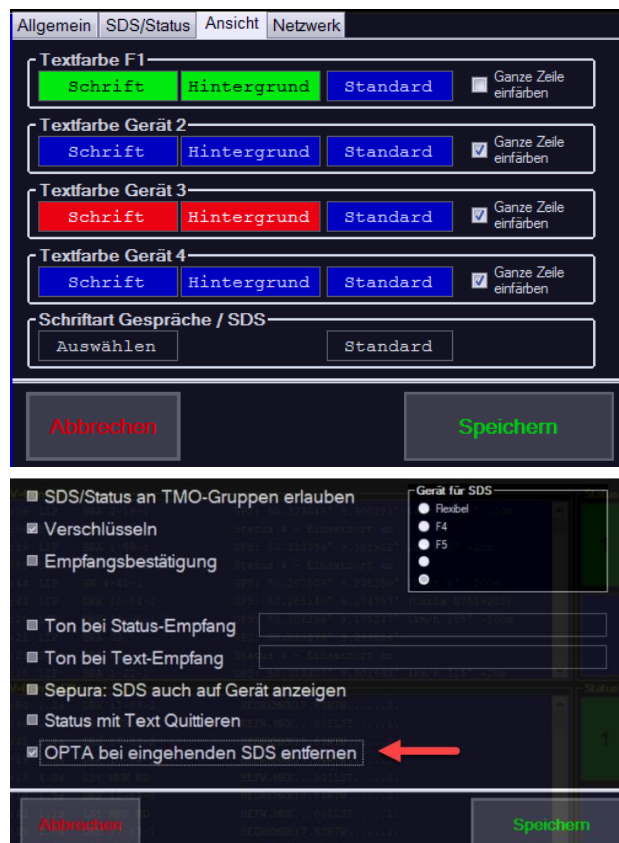 Allgemein SDS/Status Ansicht Netzwerk
Textfarbe F1
Schrift Hintergrund Standard Ganze Zeile
einfärben
Textfarbe Gerät 2
Schrift Hintergrund Standard Ganze Zeile
einfärben
Textfarbe Gerät 3
Schrift Hintergrund Standard Ganze Zeile
einfärben
Textfarbe Gerät 4
Schrift Hintergrund Standard Ganze Zeile
einfärben
Schriftart Gespräche / SDS
Auswählen Standard
Abbrechen Speichern
SDS/Status an TMO-Gruppen erlauben
Gerät für SDS
Flexibel
Verschlüsseln
F4
F5
Empfangsbestätigung
Ton bei Status-Empfang
Ton bei Text-Empfang
Sepura: SDS auch auf Gerät anzeigen
Status mit Text Quittieren
OPTA bei eingehenden SDS entfernen
Abbrechen Speichern